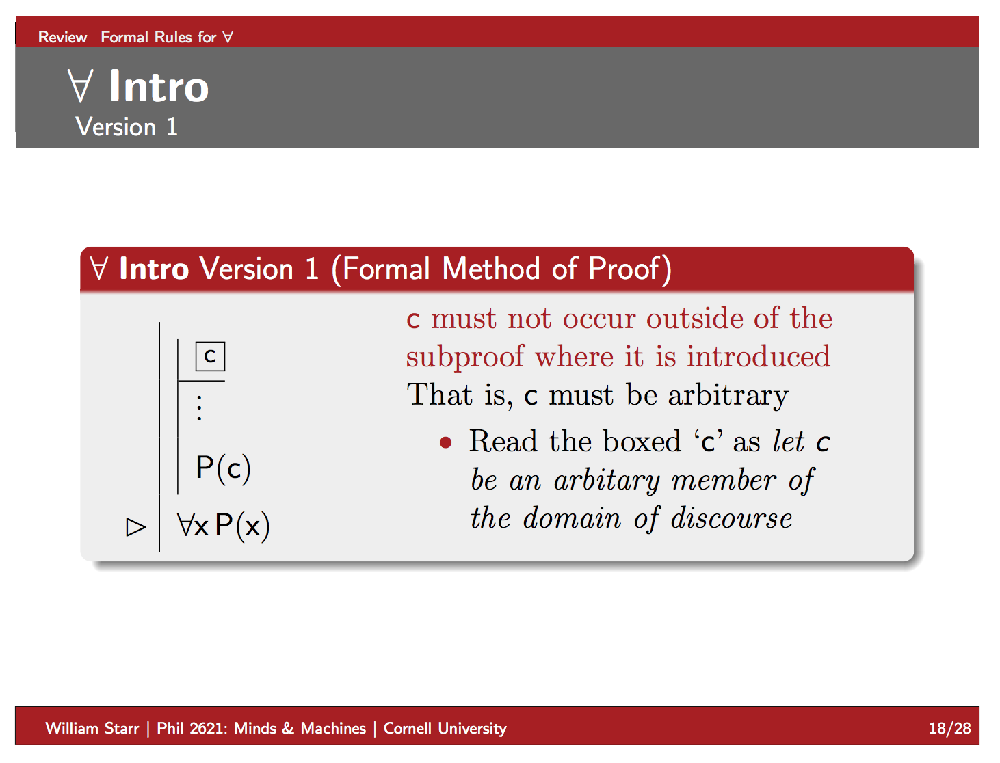 Review Formal Rules for ∀
∀ Intro
Version 1
∀ Intro Version 1 (Formal Method of Proof)
c
⋮
P(c)
▷ ∀x P(x)
c must not occur outside of the
subproof where it is introduced
That is, c must be arbitrary
• Read the boxed ‘c’ as let c
be an arbitary member of
the domain of discourse
William Starr | Phil 2621: Minds & Machines | Cornell University
18/28